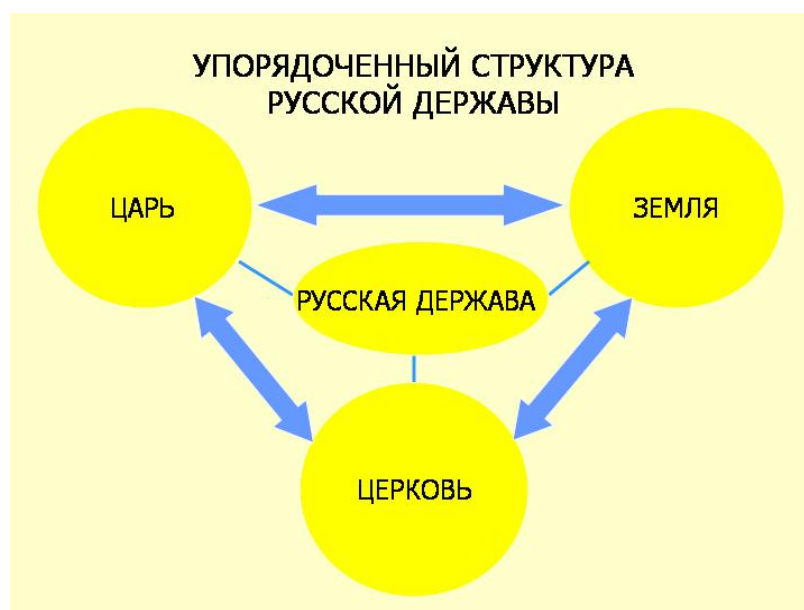 УПОРЯДОЧЕННЫЙ СТРУКТУРА
РУССКОЙ ДЕРЖАВЫ
ЦАРЬ
ЗЕМЛЯ
РУССКАЯ ДЕРЖАВА
ЦЕРКОВЬ